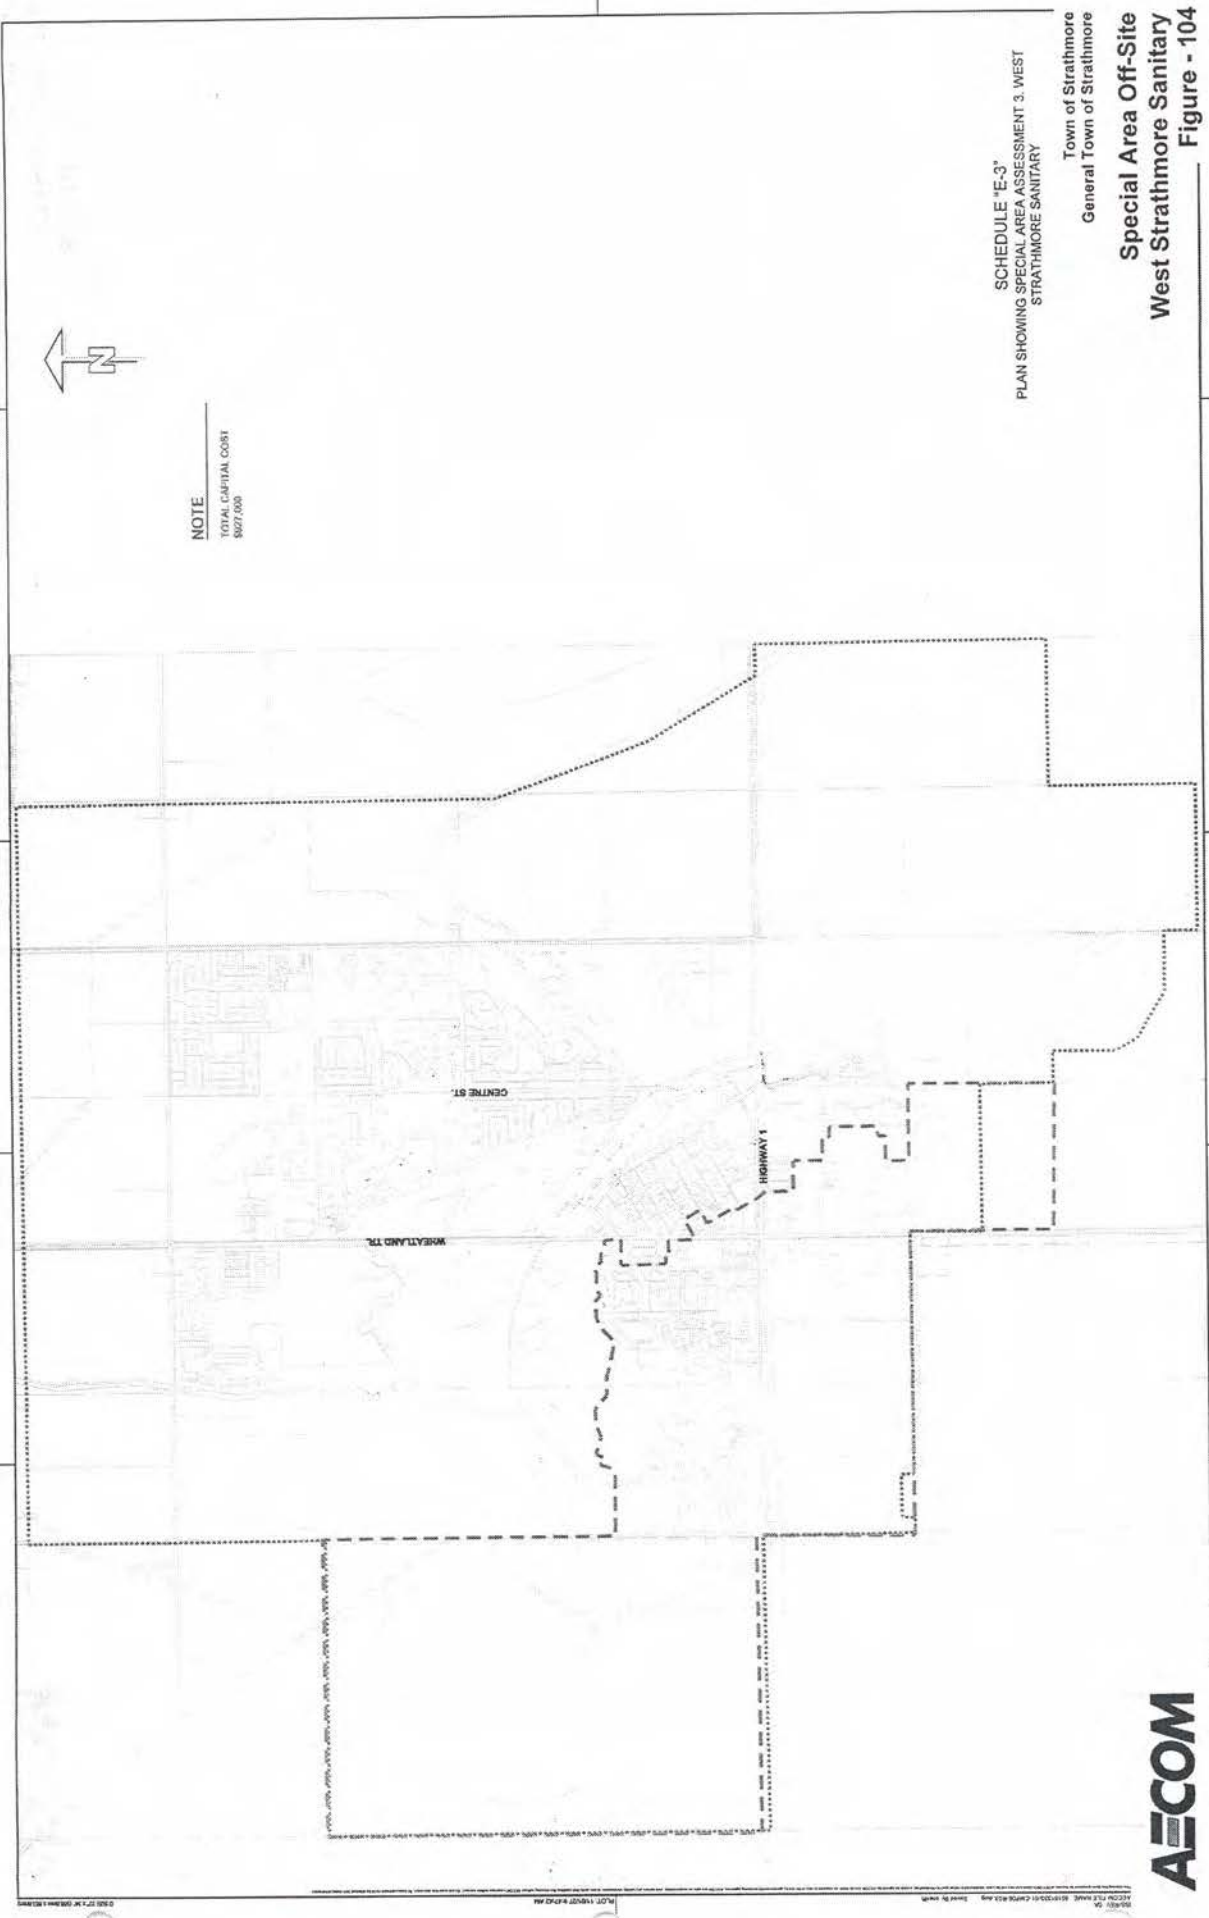 NOTE
TOTAL CAPITAL COST
N
WHEATLAND TR.
CENTRE ST.
HIGHWAY 1
SCHEDULE "E-3"
PLAN SHOWING SPECIAL AREA ASSESSMENT 3. WEST
STRATHMORE SANITARY
Town of Strathmore
General Town of Strathmore
Special Area Off-Site
West Strathmore Sanitary
Figure - 104
AECOM